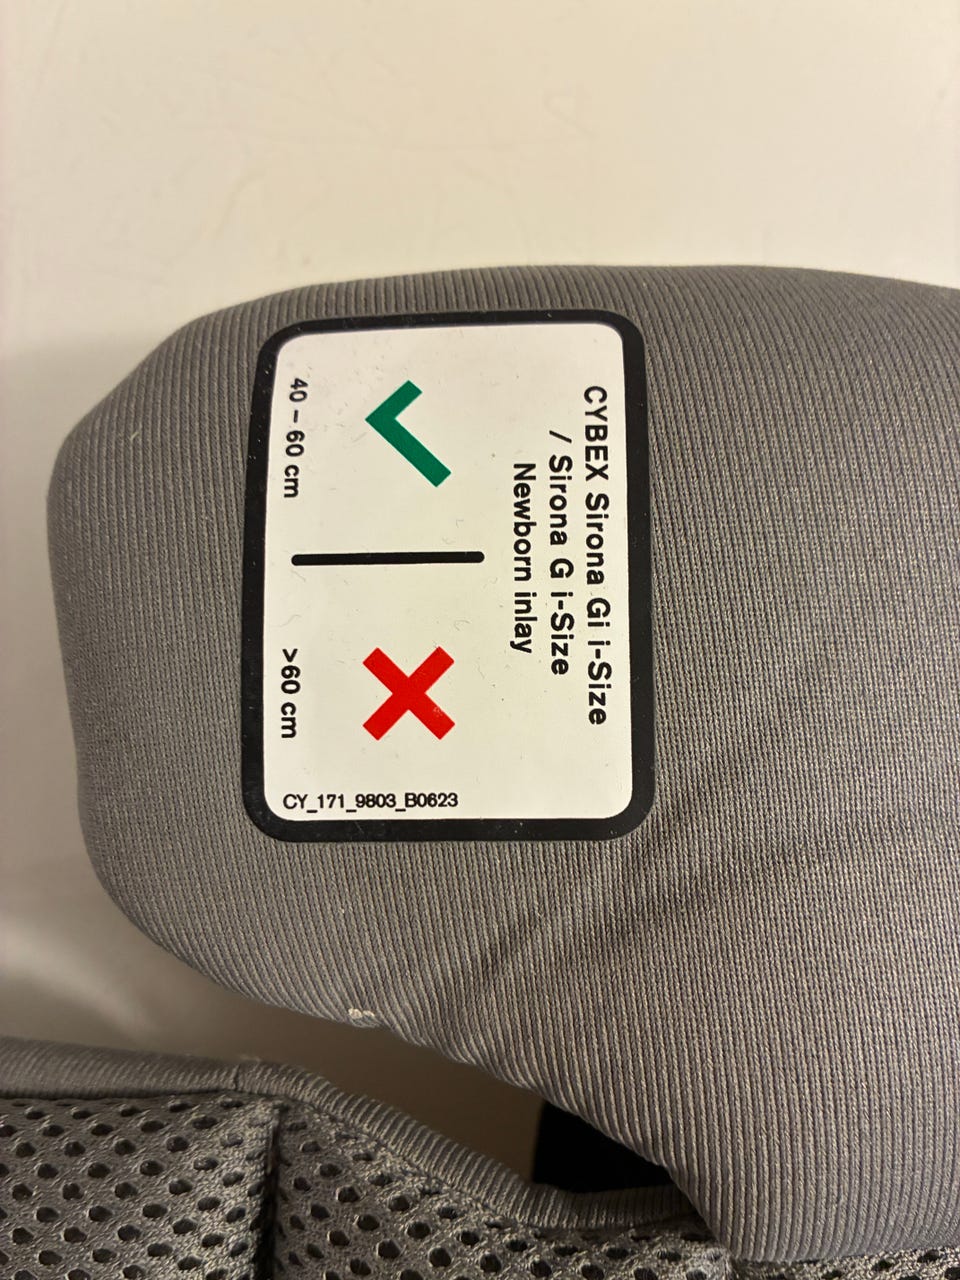 CYBEX Sirona Gi i-Size
/ Sirona G i-Size
Newborn inlay
40 – 60 cm
>60 cm
CY_171_9803_B0623